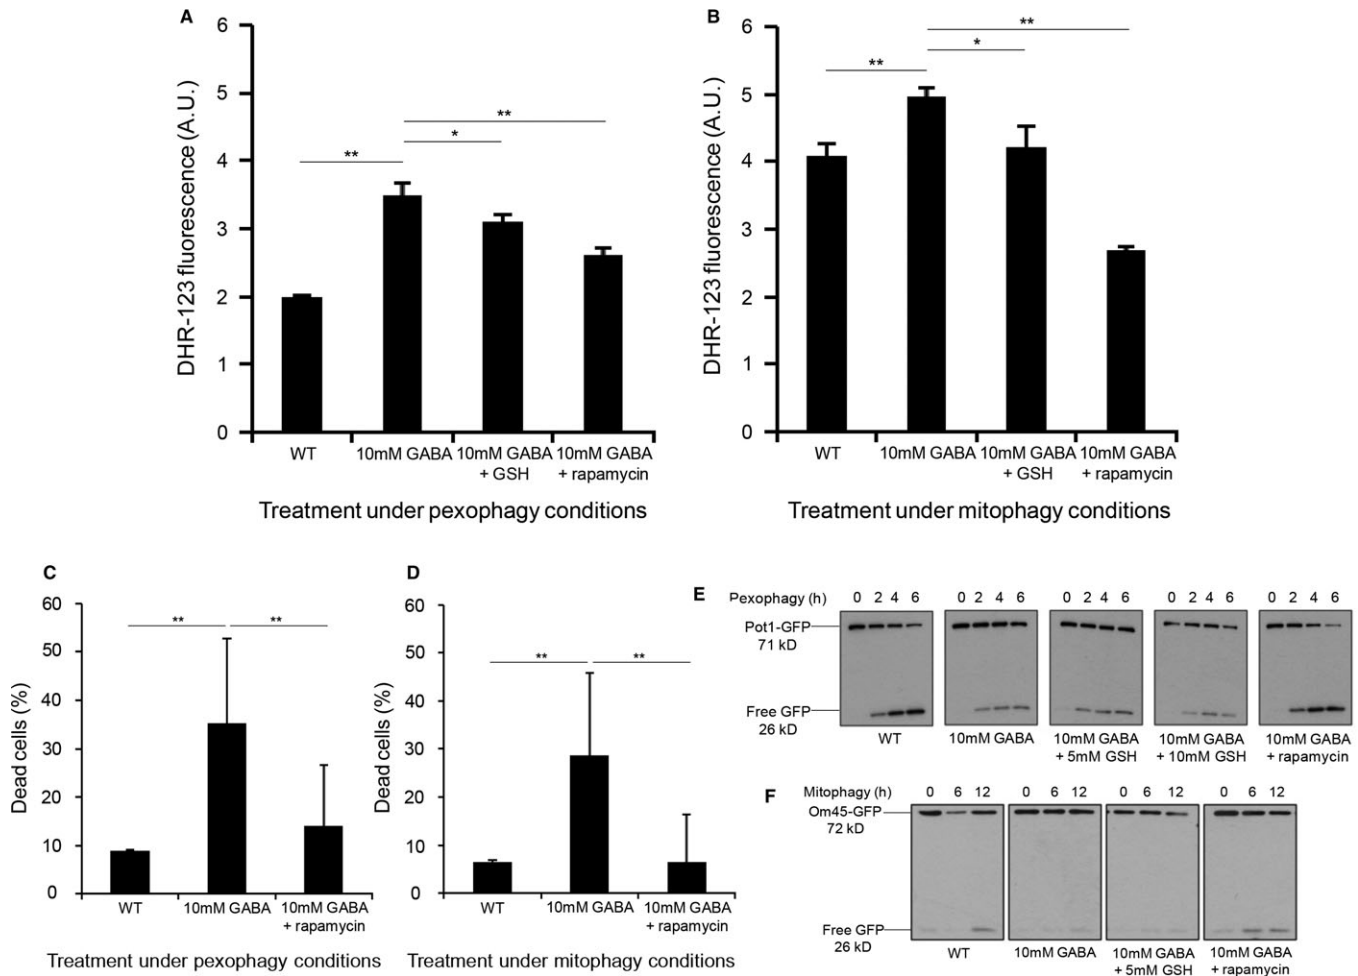 A
6
5
4
3
2
1
0
DHR-123 fluorescence (A.U.)
**
*
**
WT
10mM GABA
10mM GABA
+ GSH
10mM GABA
+ rapamycin
Treatment under pexophagy conditions
B
6
5
4
3
2
1
0
DHR-123 fluorescence (A.U.)
**
*
**
WT
10mM GABA
10mM GABA
+ GSH
10mM GABA
+ rapamycin
Treatment under mitophagy conditions
C
60
50
40
30
20
10
0
Dead cells (%)
**
**
WT
10mM GABA
10mM GABA
+ rapamycin
Treatment under pexophagy conditions
D
60
50
40
30
20
10
0
Dead cells (%)
**
**
WT
10mM GABA
10mM GABA
+ rapamycin
Treatment under mitophagy conditions
E
Pexophagy (h)
0 2 4 6
0 2 4 6
0 2 4 6
0 2 4 6
0 2 4 6
Pot1-GFP
71 kD
Free GFP
26 kD
WT
10mM GABA
10mM GABA
+ 5mM GSH
10mM GABA
+ 10mM GSH
10mM GABA
+ rapamycin
F
Mitophagy (h)
0 6 12
0 6 12
0 6 12
0 6 12
Om45-GFP
72 kD
Free GFP
26 kD
WT
10mM GABA
10mM GABA
+ 5mM GSH
10mM GABA
+ rapamycin